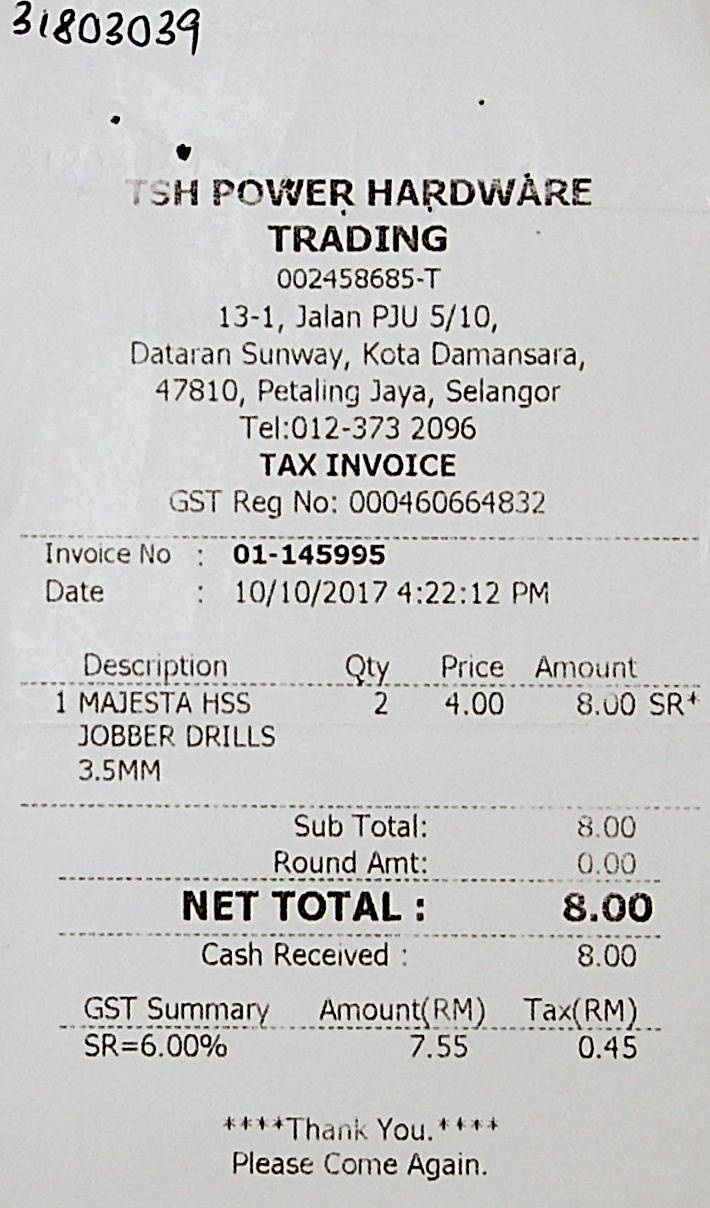 31803039
TSH POWER HARDWARE
TRADING
002458685-T
13-1, Jalan PJU 5/10,
Dataran Sunway, Kota Damansara,
47810, Petaling Jaya, Selangor
Tel:012-373 2096
TAX INVOICE
GST Reg No: 000460664832
Invoice No : 01-145995
Date : 10/10/2017 4:22:12 PM
Description Qty Price Amount
1 MAJESTA HSS 2 4.00 8.00 SR*
JOBBER DRILLS
3.5MM
Sub Total: 8.00
Round Amt: 0.00
NET TOTAL : 8.00
Cash Received : 8.00
GST Summary Amount(RM) Tax(RM)
SR=6.00% 7.55 0.45
****Thank You.****
Please Come Again.